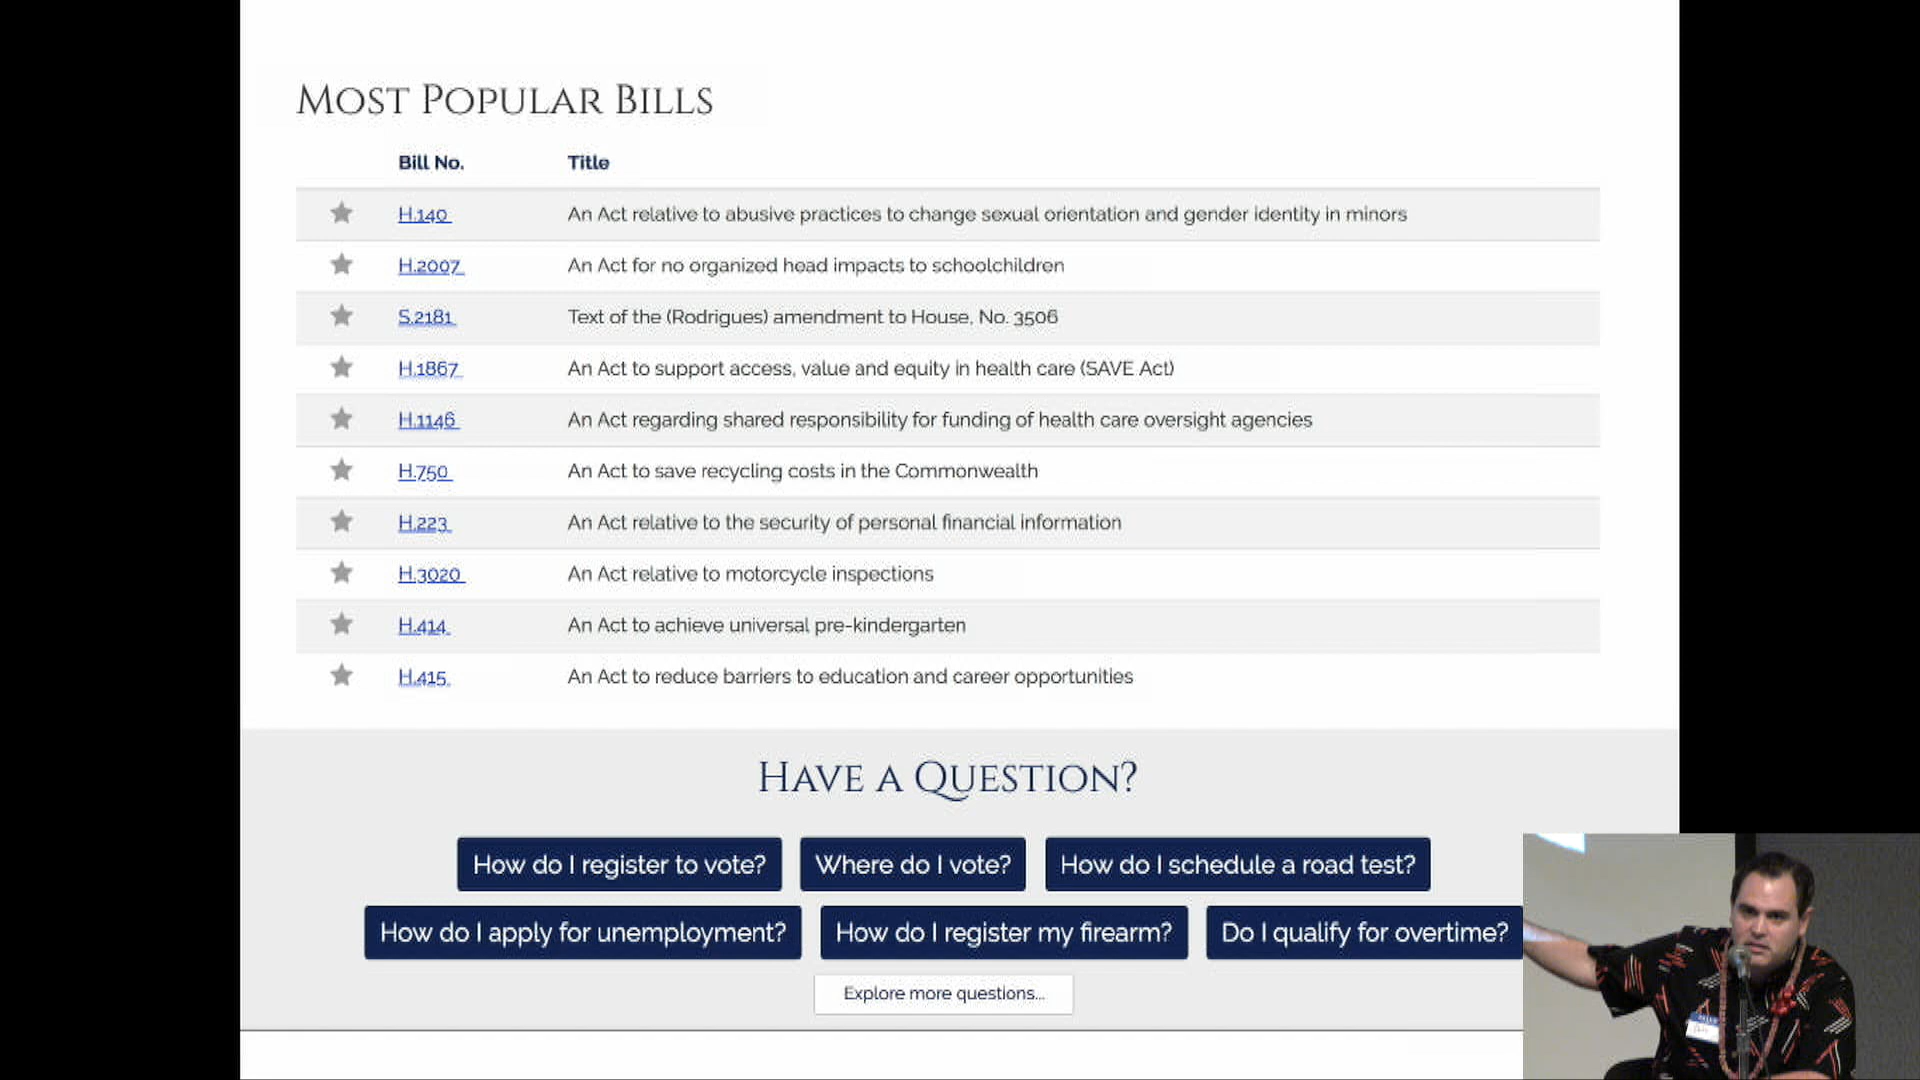 Most Popular Bills
Bill No. Title
H.140 An Act relative to abusive practices to change sexual orientation and gender identity in minors
H.2007 An Act for no organized head impacts to schoolchildren
S.2181 Text of the (Rodrigues) amendment to House, No. 3506
H.1867 An Act to support access, value and equity in health care (SAVE Act)
H.1146 An Act regarding shared responsibility for funding of health care oversight agencies
H.750 An Act to save recycling costs in the Commonwealth
H.223 An Act relative to the security of personal financial information
H.3020 An Act relative to motorcycle inspections
H.414 An Act to achieve universal pre-kindergarten
H.415 An Act to reduce barriers to education and career opportunities
Have a Question?
How do I register to vote? Where do I vote? How do I schedule a road test?
How do I apply for unemployment? How do I register my firearm? Do I qualify for overtime?
Explore more questions...